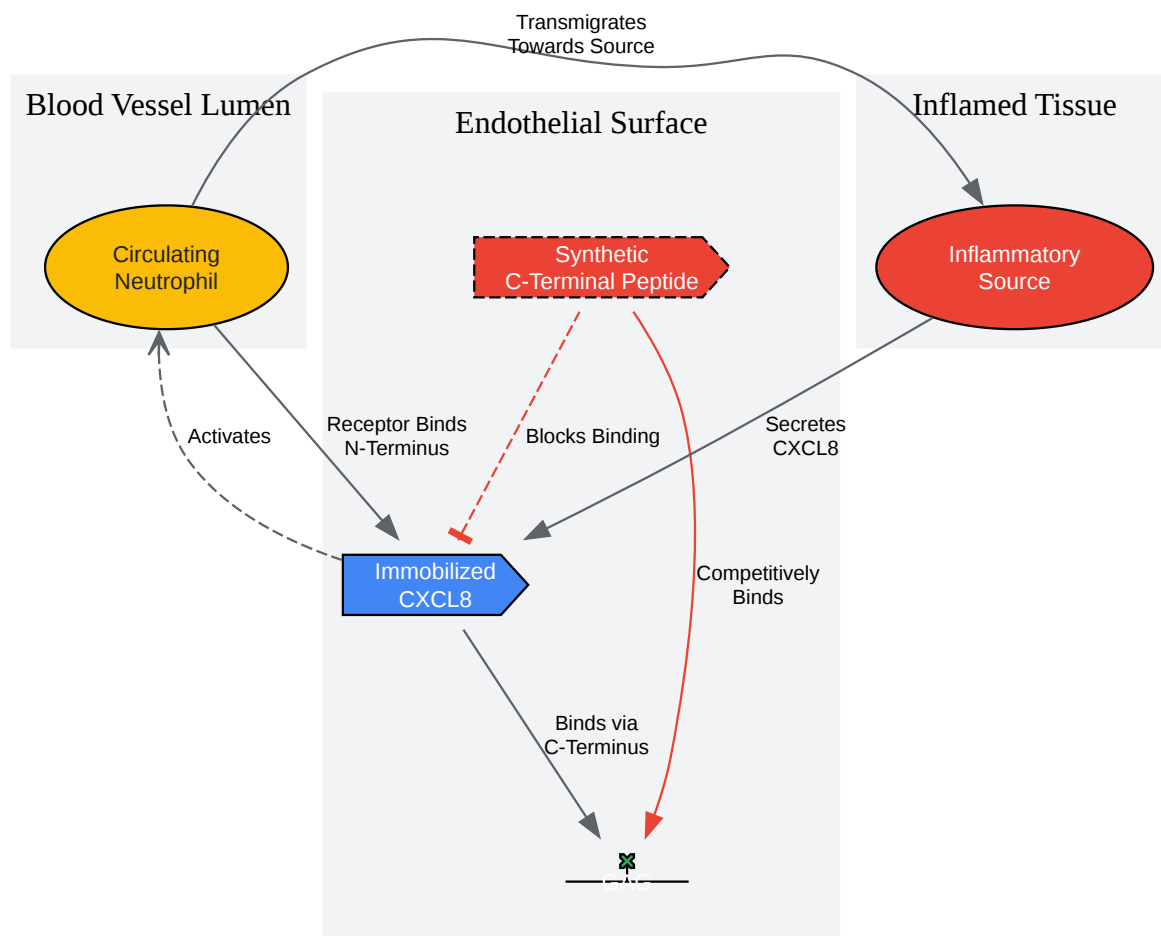 Transmigrates
Towards Source
Blood Vessel Lumen
Endothelial Surface
Inflamed Tissue
Circulating
Neutrophil
Synthetic
C-Terminal Peptide
Inflammatory
Source
Activates
Receptor Binds
N-Terminus
Blocks Binding
Secretes
CXCL8
Immobilized
CXCL8
Competitively
Binds
Binds via
C-Terminus
GAG